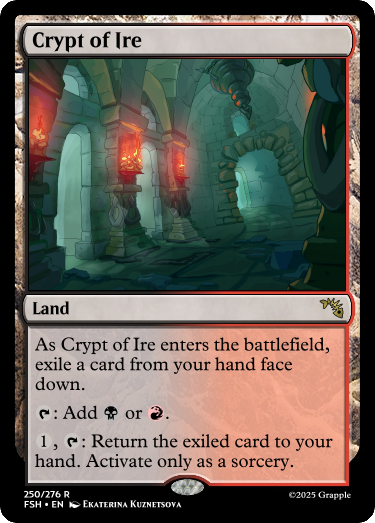 Crypt of Ire
Land
As Crypt of Ire enters the battlefield,
exile a card from your hand face
down.
: Add or .
1 , : Return the exiled card to your
hand. Activate only as a sorcery.
250/276 R
FSH • EN Ekaterina Kuznetsova
©2025 Grapple